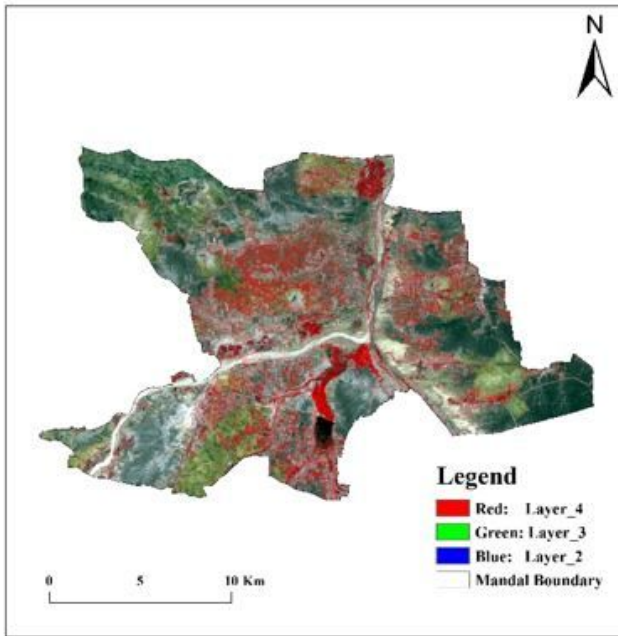 N
Legend
Red: Layer_4
Green: Layer_3
Blue: Layer_2
Mandal Boundary
0 5 10 Km